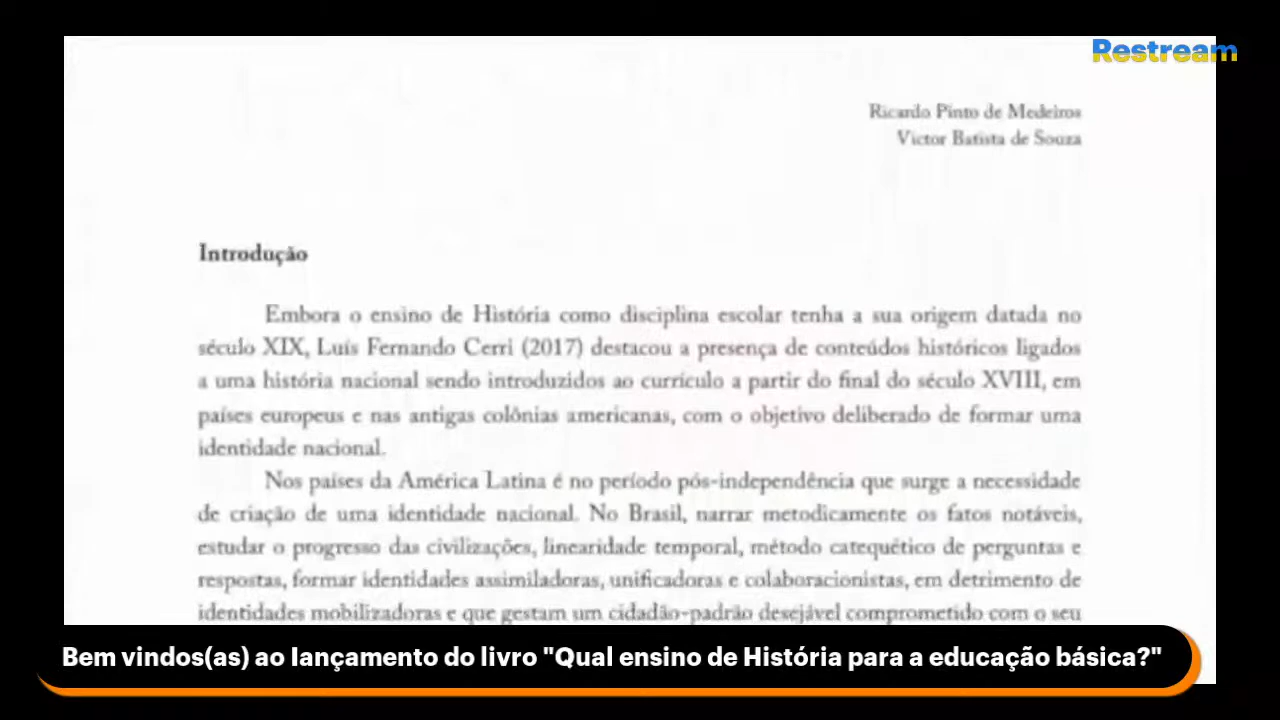 Restream
Ricardo Pinto de Medeiros
Victor Batista de Souza
Introdução
Embora o ensino de História como disciplina escolar tenha a sua origem datada no
século XIX, Luís Fernando Cerri (2017) destacou a presença de conteúdos históricos ligados
a uma história nacional sendo introduzidos ao currículo a partir do final do século XVIII, em
países europeus e nas antigas colônias americanas, com o objetivo deliberado de formar uma
identidade nacional.
Nos países da América Latina é no período pós-independência que surge a necessidade
de criação de uma identidade nacional. No Brasil, narrar metodicamente os fatos notáveis,
estudar o progresso das civilizações, linearidade temporal, método catequético de perguntas e
respostas, formar identidades assimiladoras, unificadoras e colaboracionistas, em detrimento de
identidades mobilizadoras e que gestam um cidadão-padrão desejável comprometido com o seu
Bem vindos(as) ao lançamento do livro "Qual ensino de História para a educação básica?"